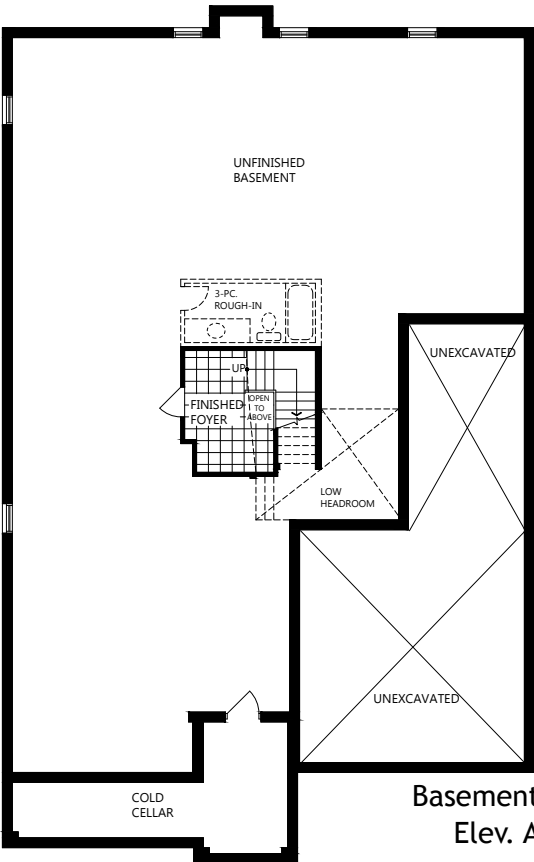 UNFINISHED
BASEMENT
3-PC.
ROUGH-IN
UNEXCAVATED
UP
OPEN
TO
ABOVE
FINISHED
FOYER
LOW
HEADROOM
UNEXCAVATED
COLD
CELLAR
Basement
Elev. A